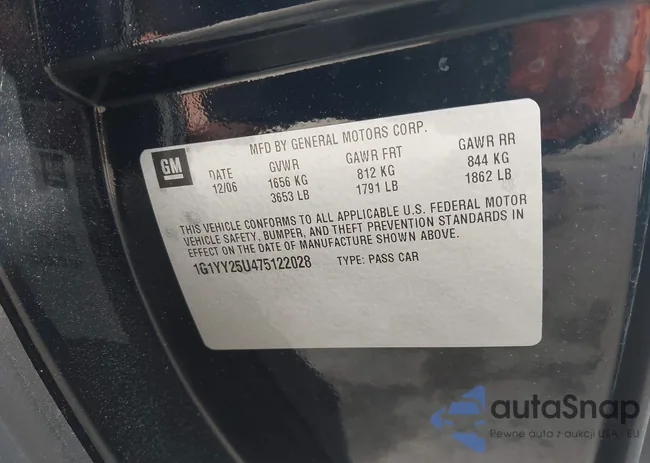 MFD BY GENERAL MOTORS CORP.
GM
DATE GVWR GAWR FRT GAWR RR
12/06 1656 KG 812 KG 844 KG
3653 LB 1791 LB 1862 LB
THIS VEHICLE CONFORMS TO ALL APPLICABLE U.S. FEDERAL MOTOR
VEHICLE SAFETY, BUMPER, AND THEFT PREVENTION STANDARDS IN
EFFECT ON THE DATE OF MANUFACTURE SHOWN ABOVE.
1G1YY25U475122028 TYPE: PASS CAR
autaSnap
Pewne auta z aukcji USA i EU